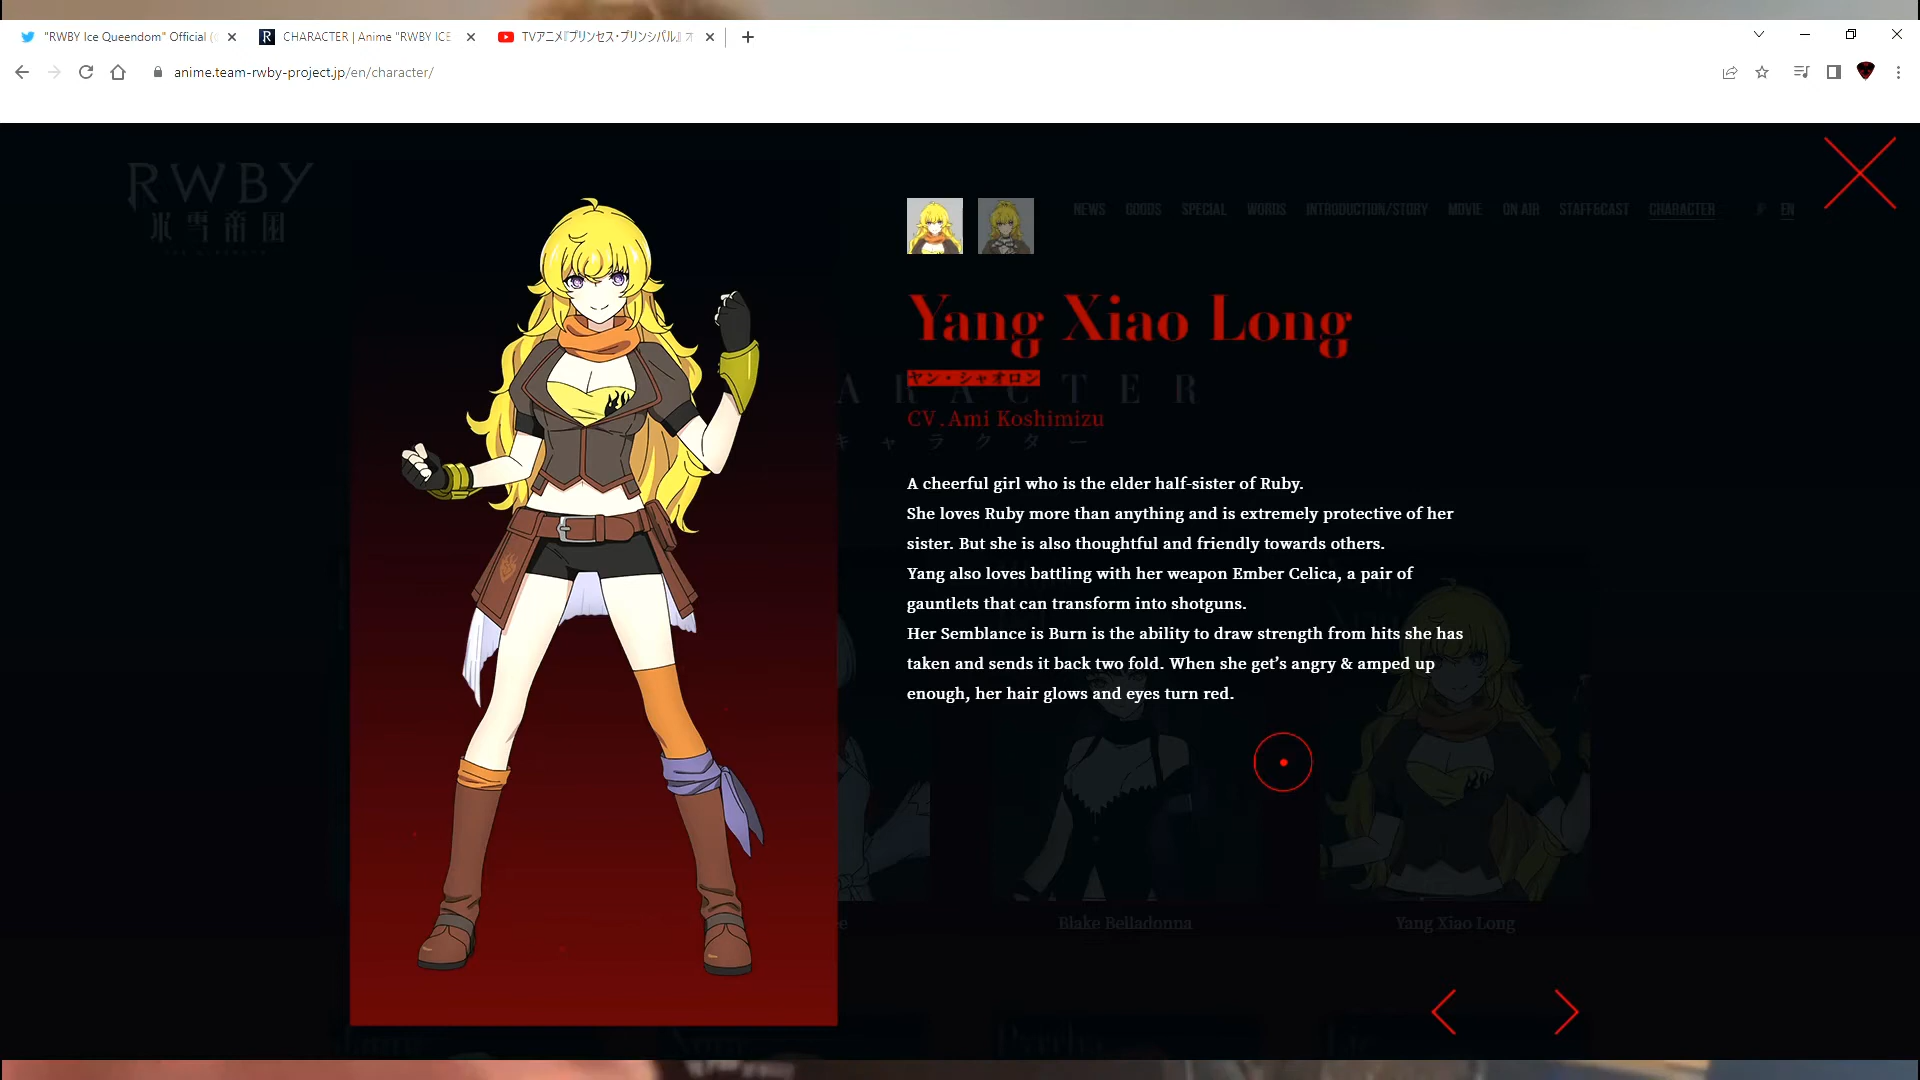 "RWBY Ice Queendom" Official (
CHARACTER | Anime "RWBY ICE
TVアニメ『プリンセス・プリンシパル』オ
anime.team-rwby-project.jp/en/character/
RWBY
氷雪帝国
NEWS GOODS SPECIAL WORDS INTRODUCTION/STORY MOVIE ON AIR STAFF&CAST CHARACTER JP EN
Yang Xiao Long
ヤン・シャオロン
ARACTER
CV.Ami Koshimizu
キャラクター
A cheerful girl who is the elder half-sister of Ruby.
She loves Ruby more than anything and is extremely protective of her
sister. But she is also thoughtful and friendly towards others.
Yang also loves battling with her weapon Ember Celica, a pair of
gauntlets that can transform into shotguns.
Her Semblance is Burn is the ability to draw strength from hits she has
taken and sends it back two fold. When she get’s angry & amped up
enough, her hair glows and eyes turn red.
Blake Belladonna
Yang Xiao Long